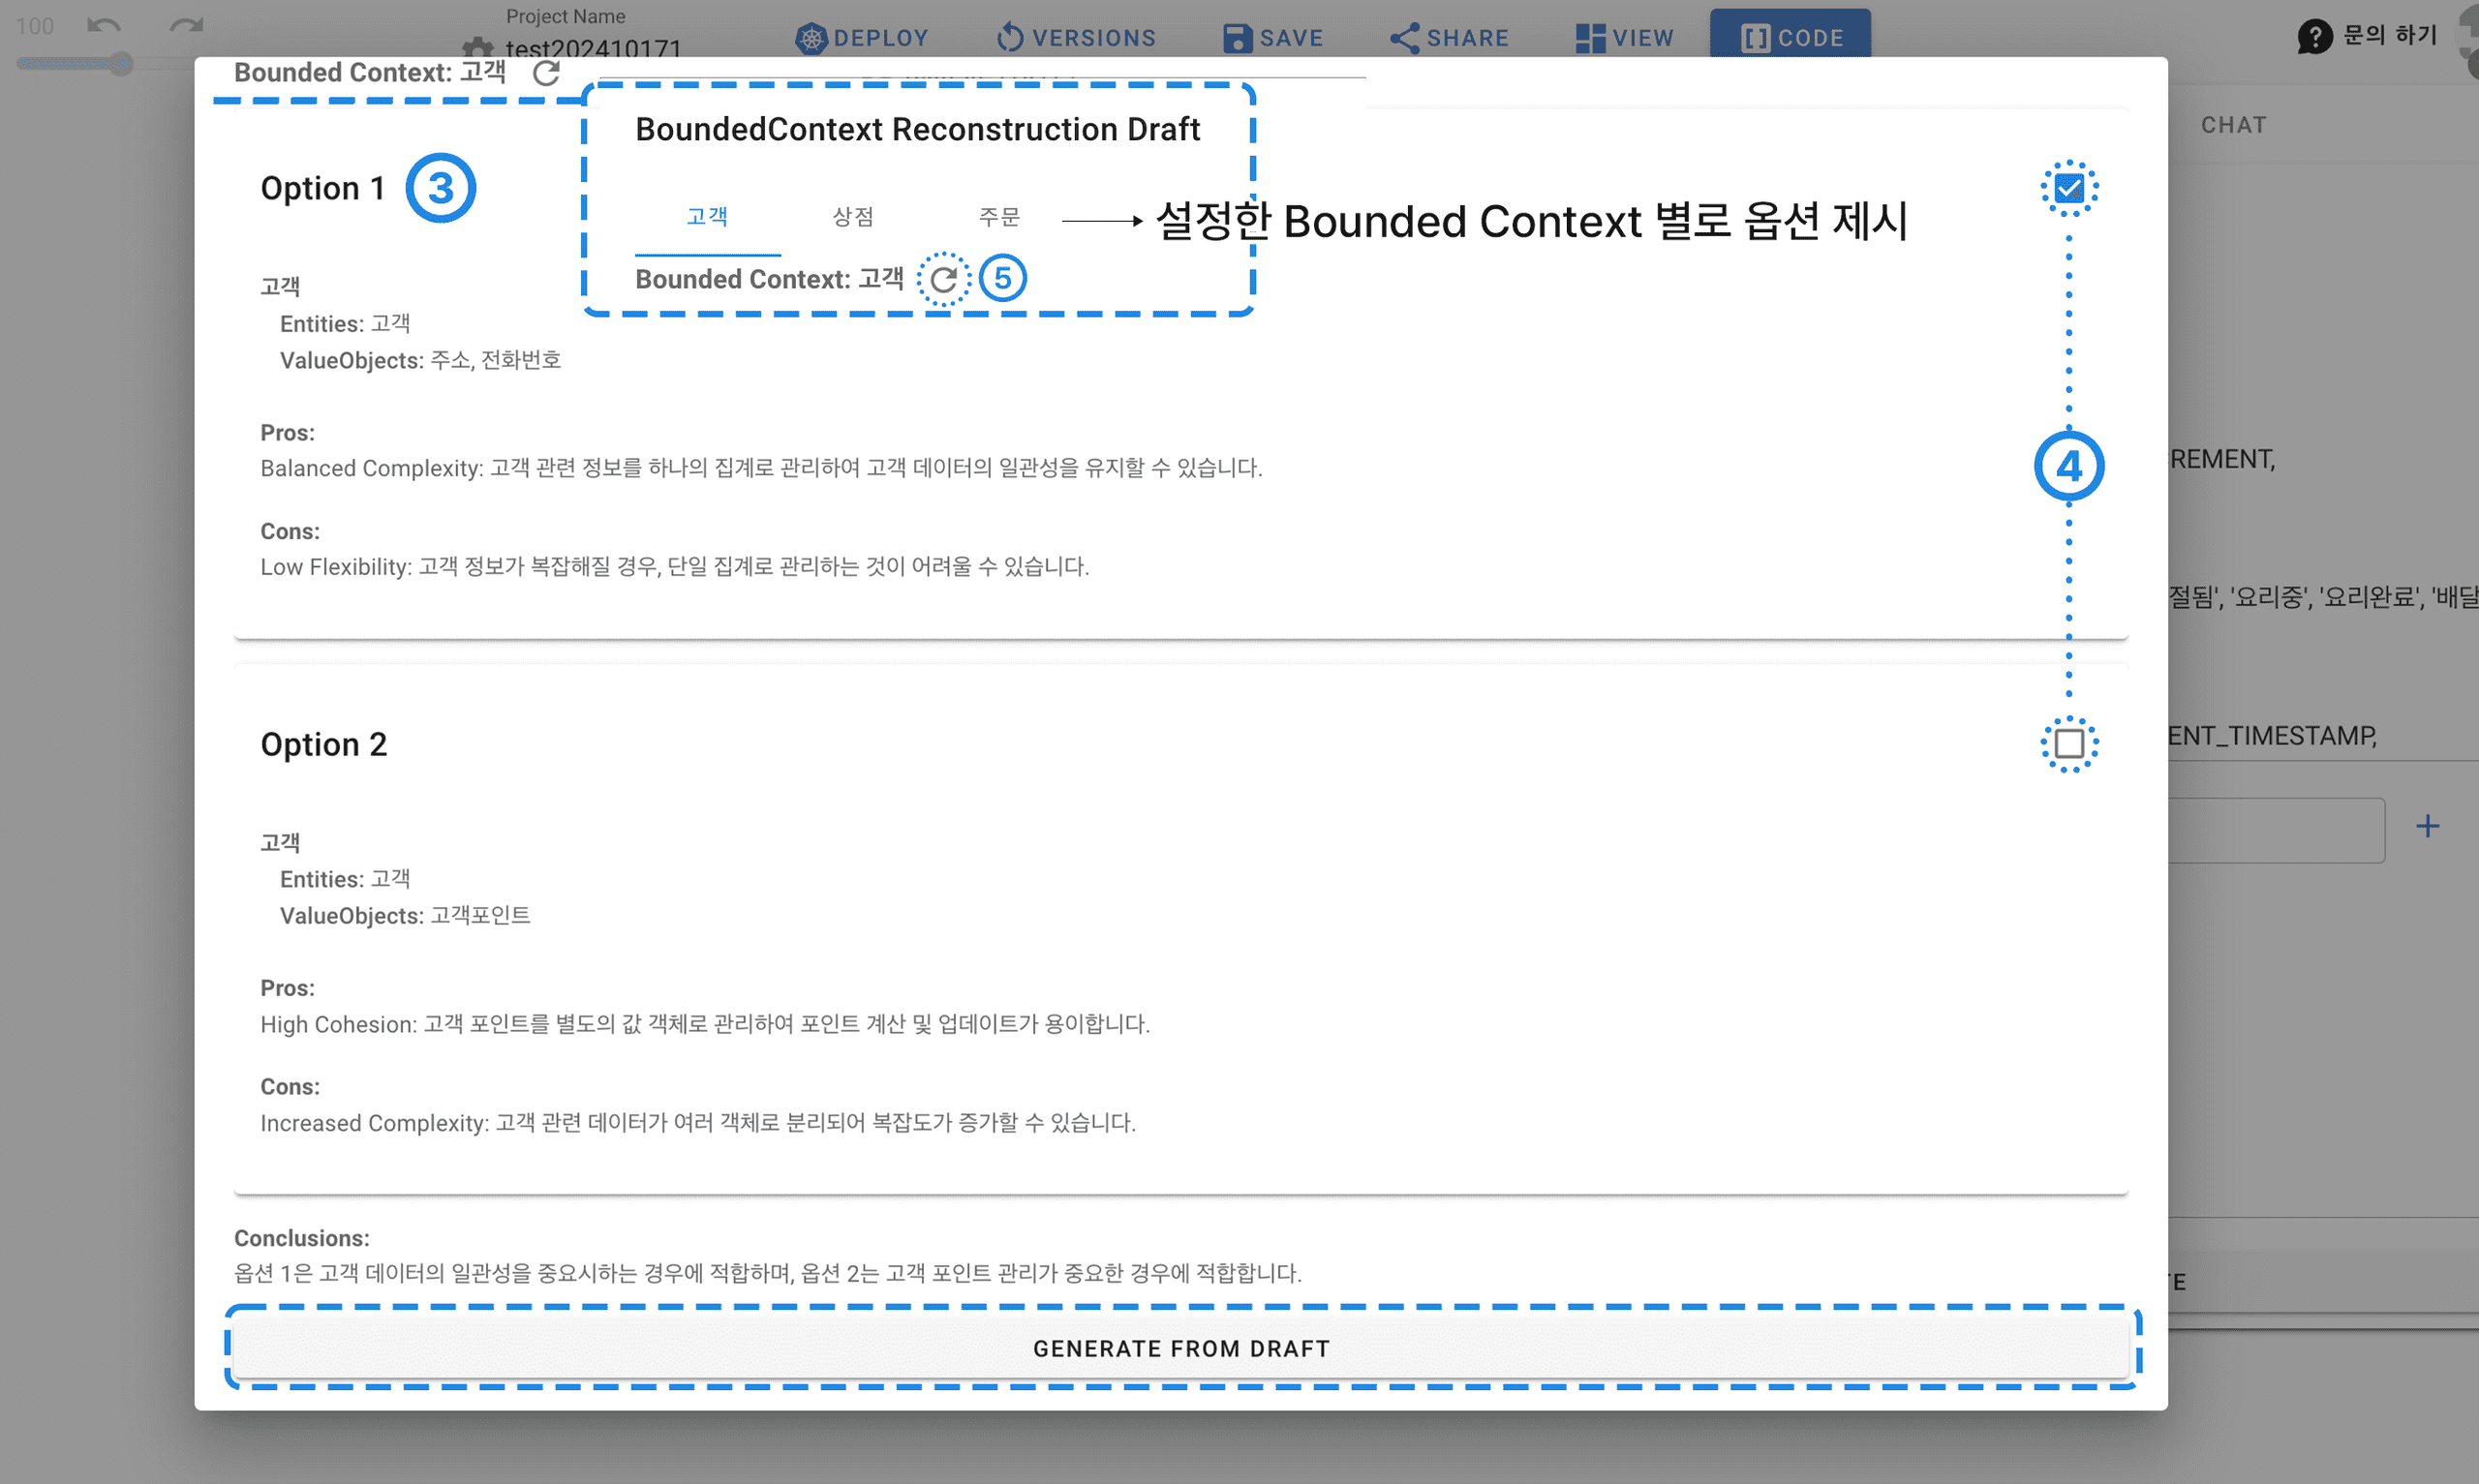 100
Project Name
test202410171
DEPLOY
VERSIONS
SAVE
SHARE
VIEW
CODE
문의 하기
Bounded Context: 고객
BoundedContext Reconstruction Draft
고객
상점
주문
설정한 Bounded Context 별로 옵션 제시
Bounded Context: 고객
5
CHAT
Option 1
3
고객
Entities: 고객
ValueObjects: 주소, 전화번호
Pros:
Balanced Complexity: 고객 관련 정보를 하나의 집계로 관리하여 고객 데이터의 일관성을 유지할 수 있습니다.
4
REMENT,
Cons:
Low Flexibility: 고객 정보가 복잡해질 경우, 단일 집계로 관리하는 것이 어려울 수 있습니다.
절됨', '요리중', '요리완료', '배달
Option 2
ENT_TIMESTAMP,
고객
Entities: 고객
ValueObjects: 고객포인트
Pros:
High Cohesion: 고객 포인트를 별도의 값 객체로 관리하여 포인트 계산 및 업데이트가 용이합니다.
Cons:
Increased Complexity: 고객 관련 데이터가 여러 객체로 분리되어 복잡도가 증가할 수 있습니다.
Conclusions:
옵션 1은 고객 데이터의 일관성을 중요시하는 경우에 적합하며, 옵션 2는 고객 포인트 관리가 중요한 경우에 적합합니다.
TE
GENERATE FROM DRAFT